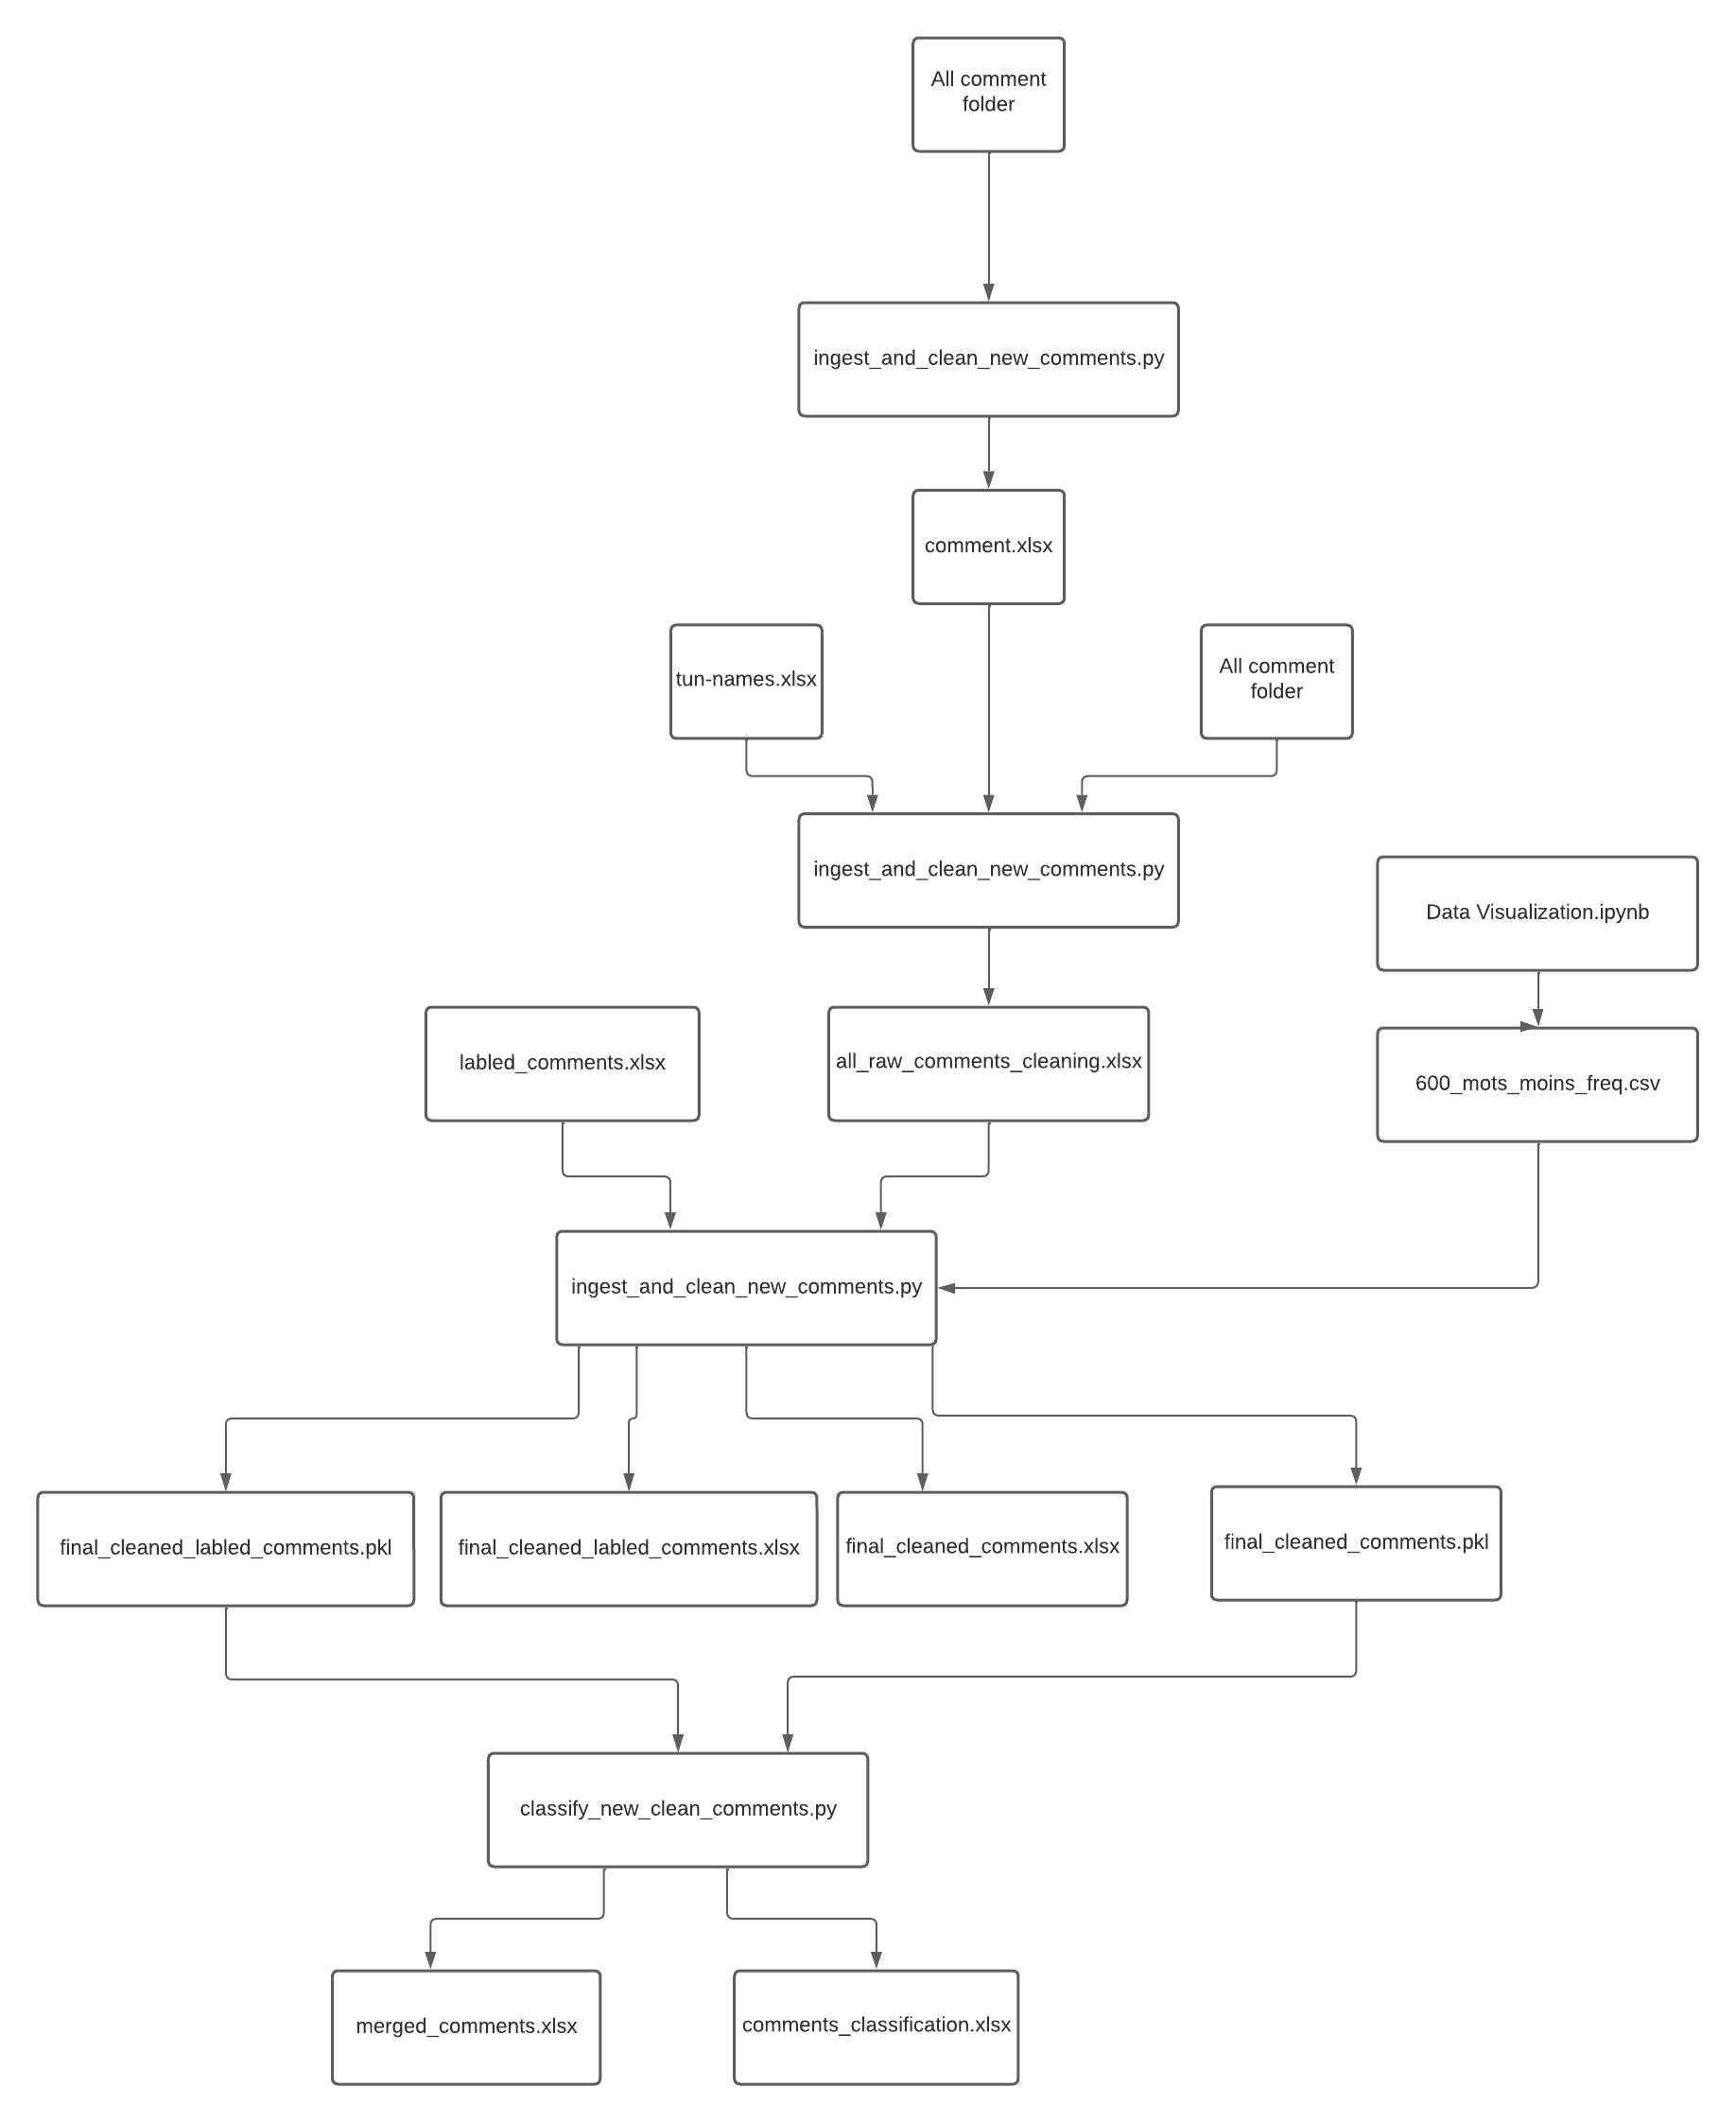 All comment
folder
ingest_and_clean_new_comments.py
comment.xlsx
tun-names.xlsx
All comment
folder
ingest_and_clean_new_comments.py
Data Visualization.ipynb
labled_comments.xlsx
all_raw_comments_cleaning.xlsx
600_mots_moins_freq.csv
ingest_and_clean_new_comments.py
final_cleaned_labled_comments.pkl
final_cleaned_labled_comments.xlsx
final_cleaned_comments.xlsx
final_cleaned_comments.pkl
classify_new_clean_comments.py
merged_comments.xlsx
comments_classification.xlsx